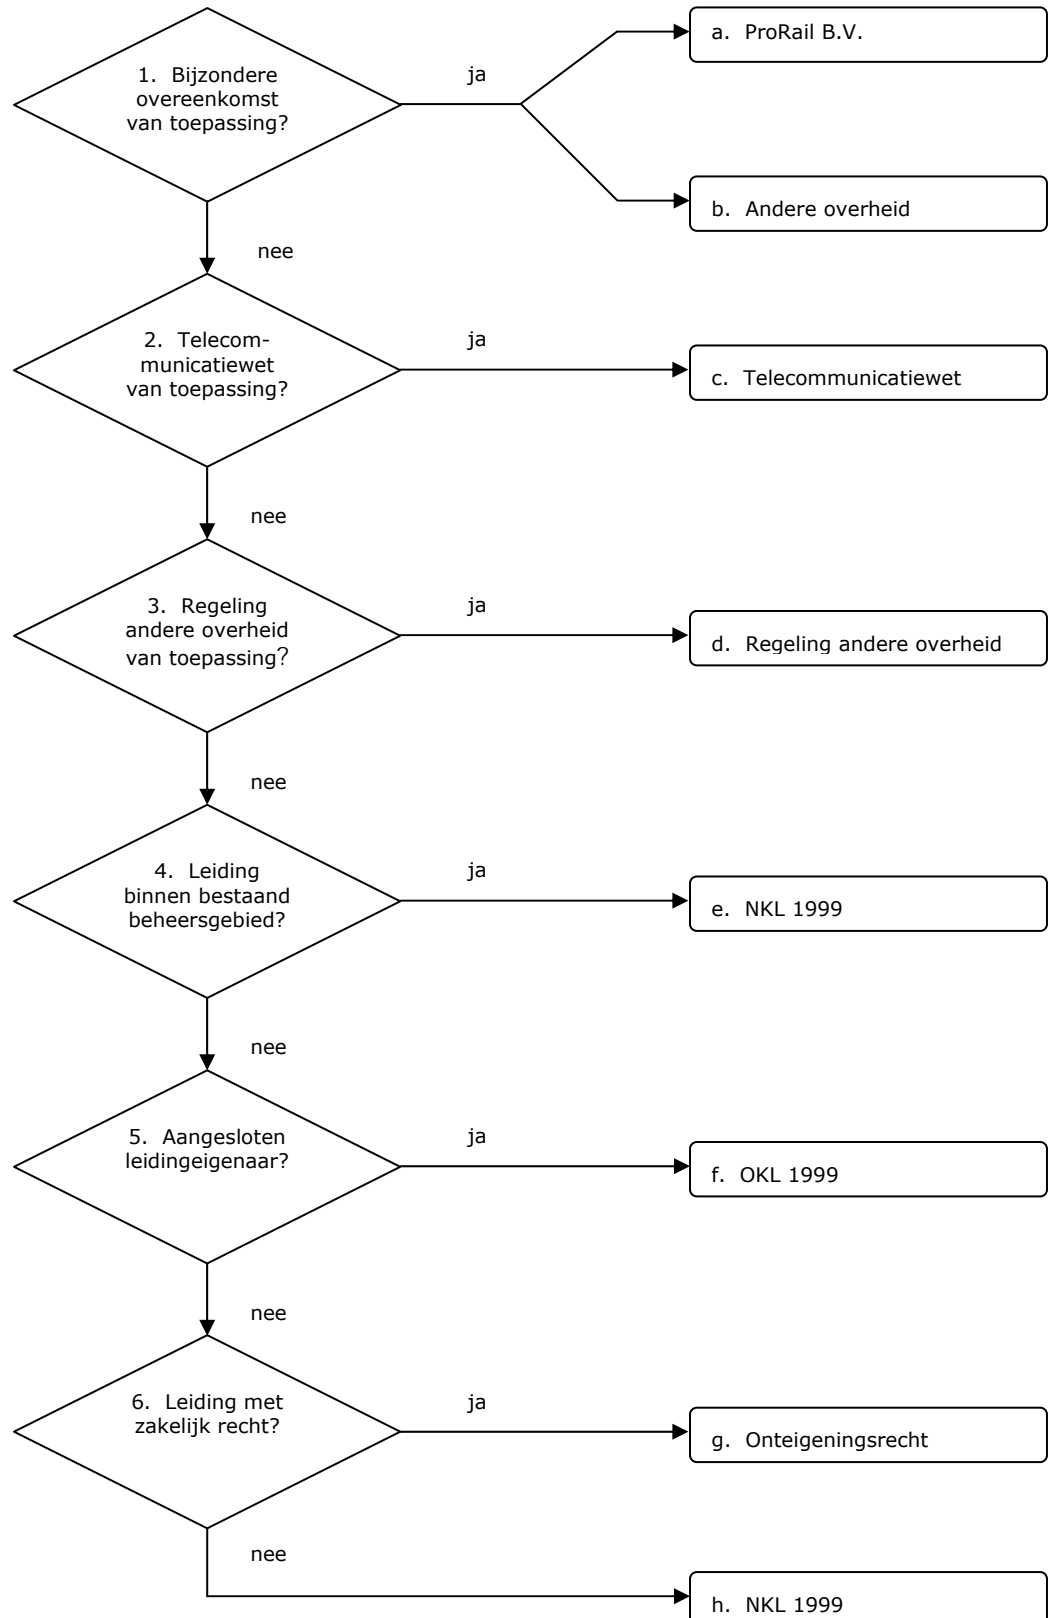 a. ProRail B.V.
1. Bijzondere
overeenkomst
van toepassing?
ja
b. Andere overheid
nee
2. Telecom-
municatiewet
van toepassing?
ja
c. Telecommunicatiewet
nee
3. Regeling
andere overheid
van toepassing?
ja
d. Regeling andere overheid
nee
4. Leiding
binnen bestaand
beheersgebied?
ja
e. NKL 1999
nee
5. Aangesloten
leidingeigenaar?
ja
f. OKL 1999
nee
6. Leiding met
zakelijk recht?
ja
g. Onteigeningsrecht
nee
h. NKL 1999